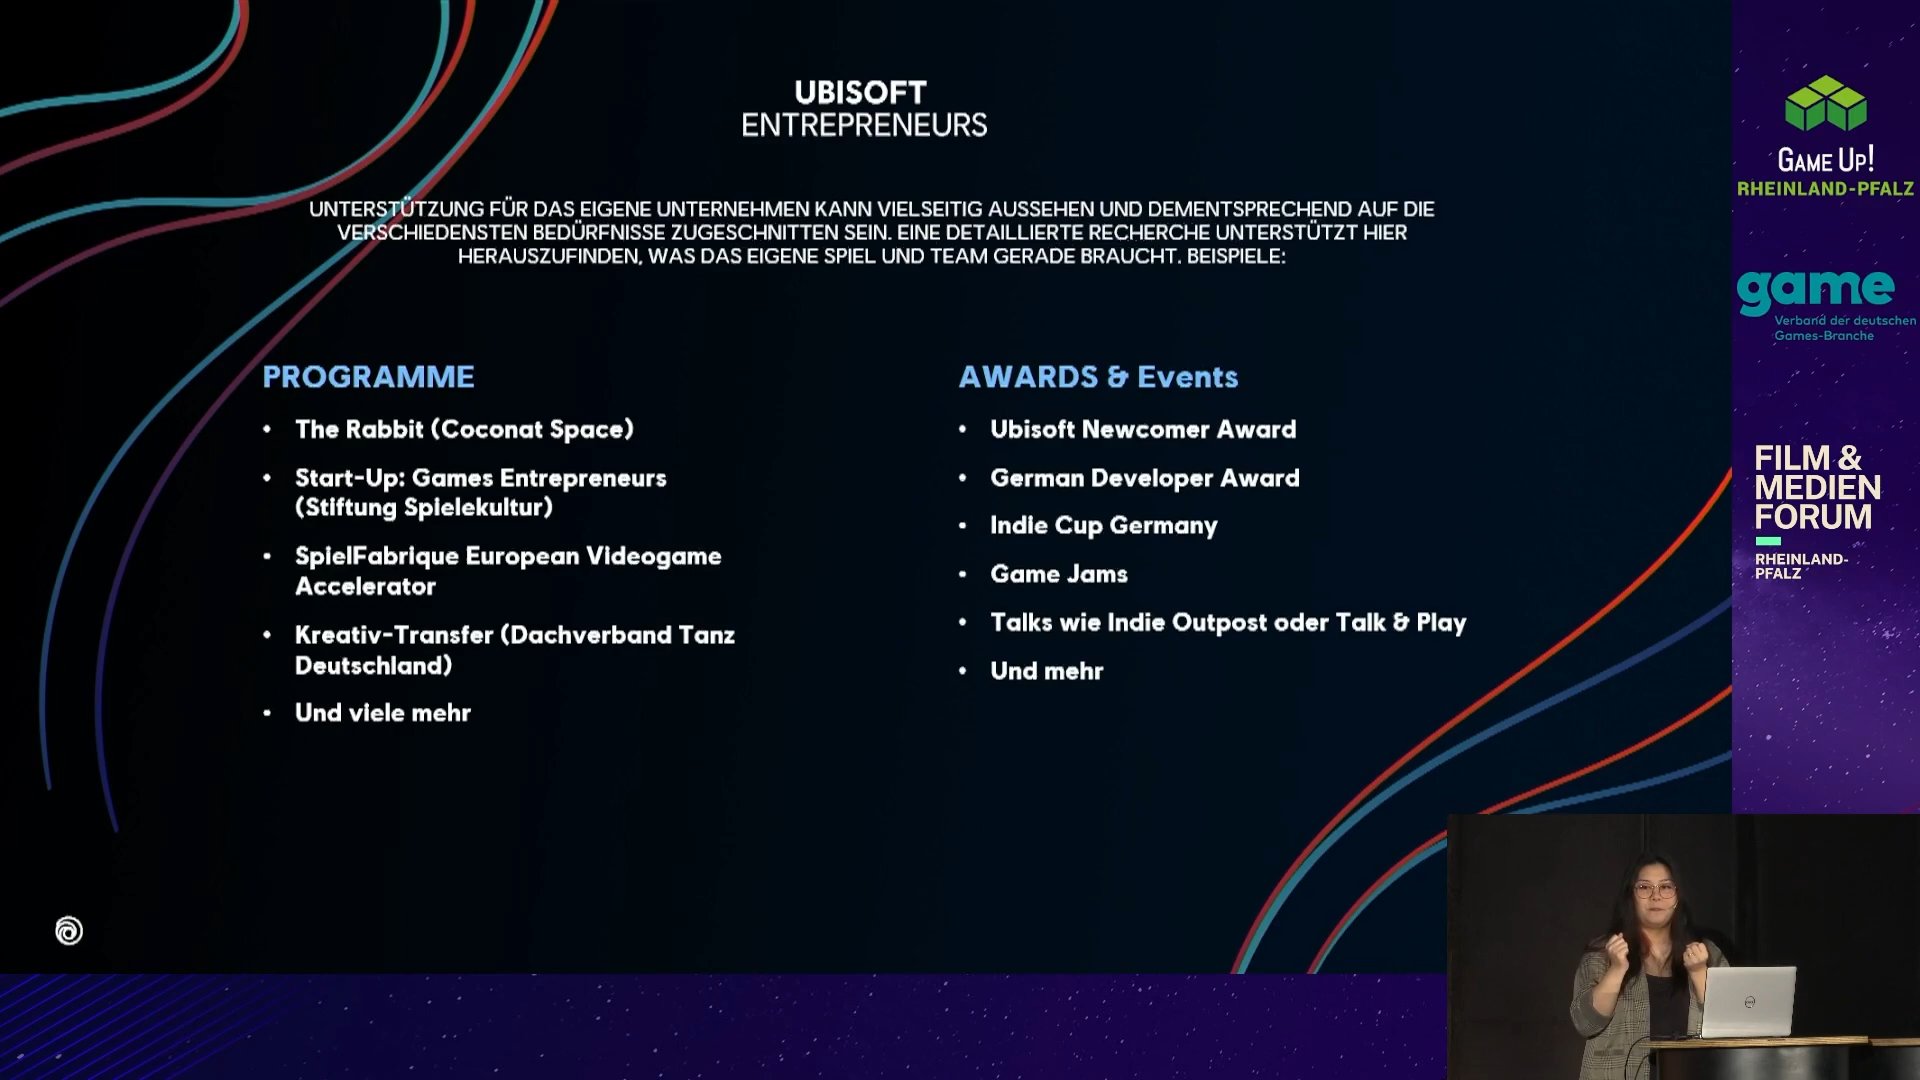 UBISOFT
ENTREPRENEURS
UNTERSTÜTZUNG FÜR DAS EIGENE UNTERNEHMEN KANN VIELSEITIG AUSSEHEN UND DEMENTSPRECHEND AUF DIE
VERSCHIEDENSTEN BEDÜRFNISSE ZUGESCHNITTEN SEIN. EINE DETAILLIERTE RECHERCHE UNTERSTÜTZT HIER
HERAUSZUFINDEN, WAS DAS EIGENE SPIEL UND TEAM GERADE BRAUCHT. BEISPIELE:
PROGRAMME
• The Rabbit (Coconat Space)
• Start-Up: Games Entrepreneurs
(Stiftung Spielekultur)
• SpielFabrique European Videogame
Accelerator
• Kreativ-Transfer (Dachverband Tanz
Deutschland)
• Und viele mehr
AWARDS & Events
• Ubisoft Newcomer Award
• German Developer Award
• Indie Cup Germany
• Game Jams
• Talks wie Indie Outpost oder Talk & Play
• Und mehr
GAME UP!
RHEINLAND-PFALZ
game
Verband der deutschen
Games-Branche
FILM &
MEDIEN
FORUM
RHEINLAND-
PFALZ
DELL